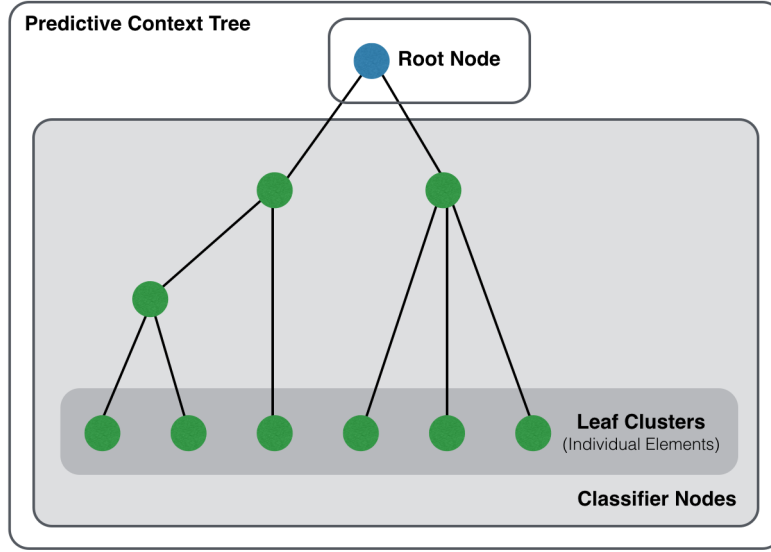 Predictive Context Tree
Root Node
Leaf Clusters
(Individual Elements)
Classifier Nodes